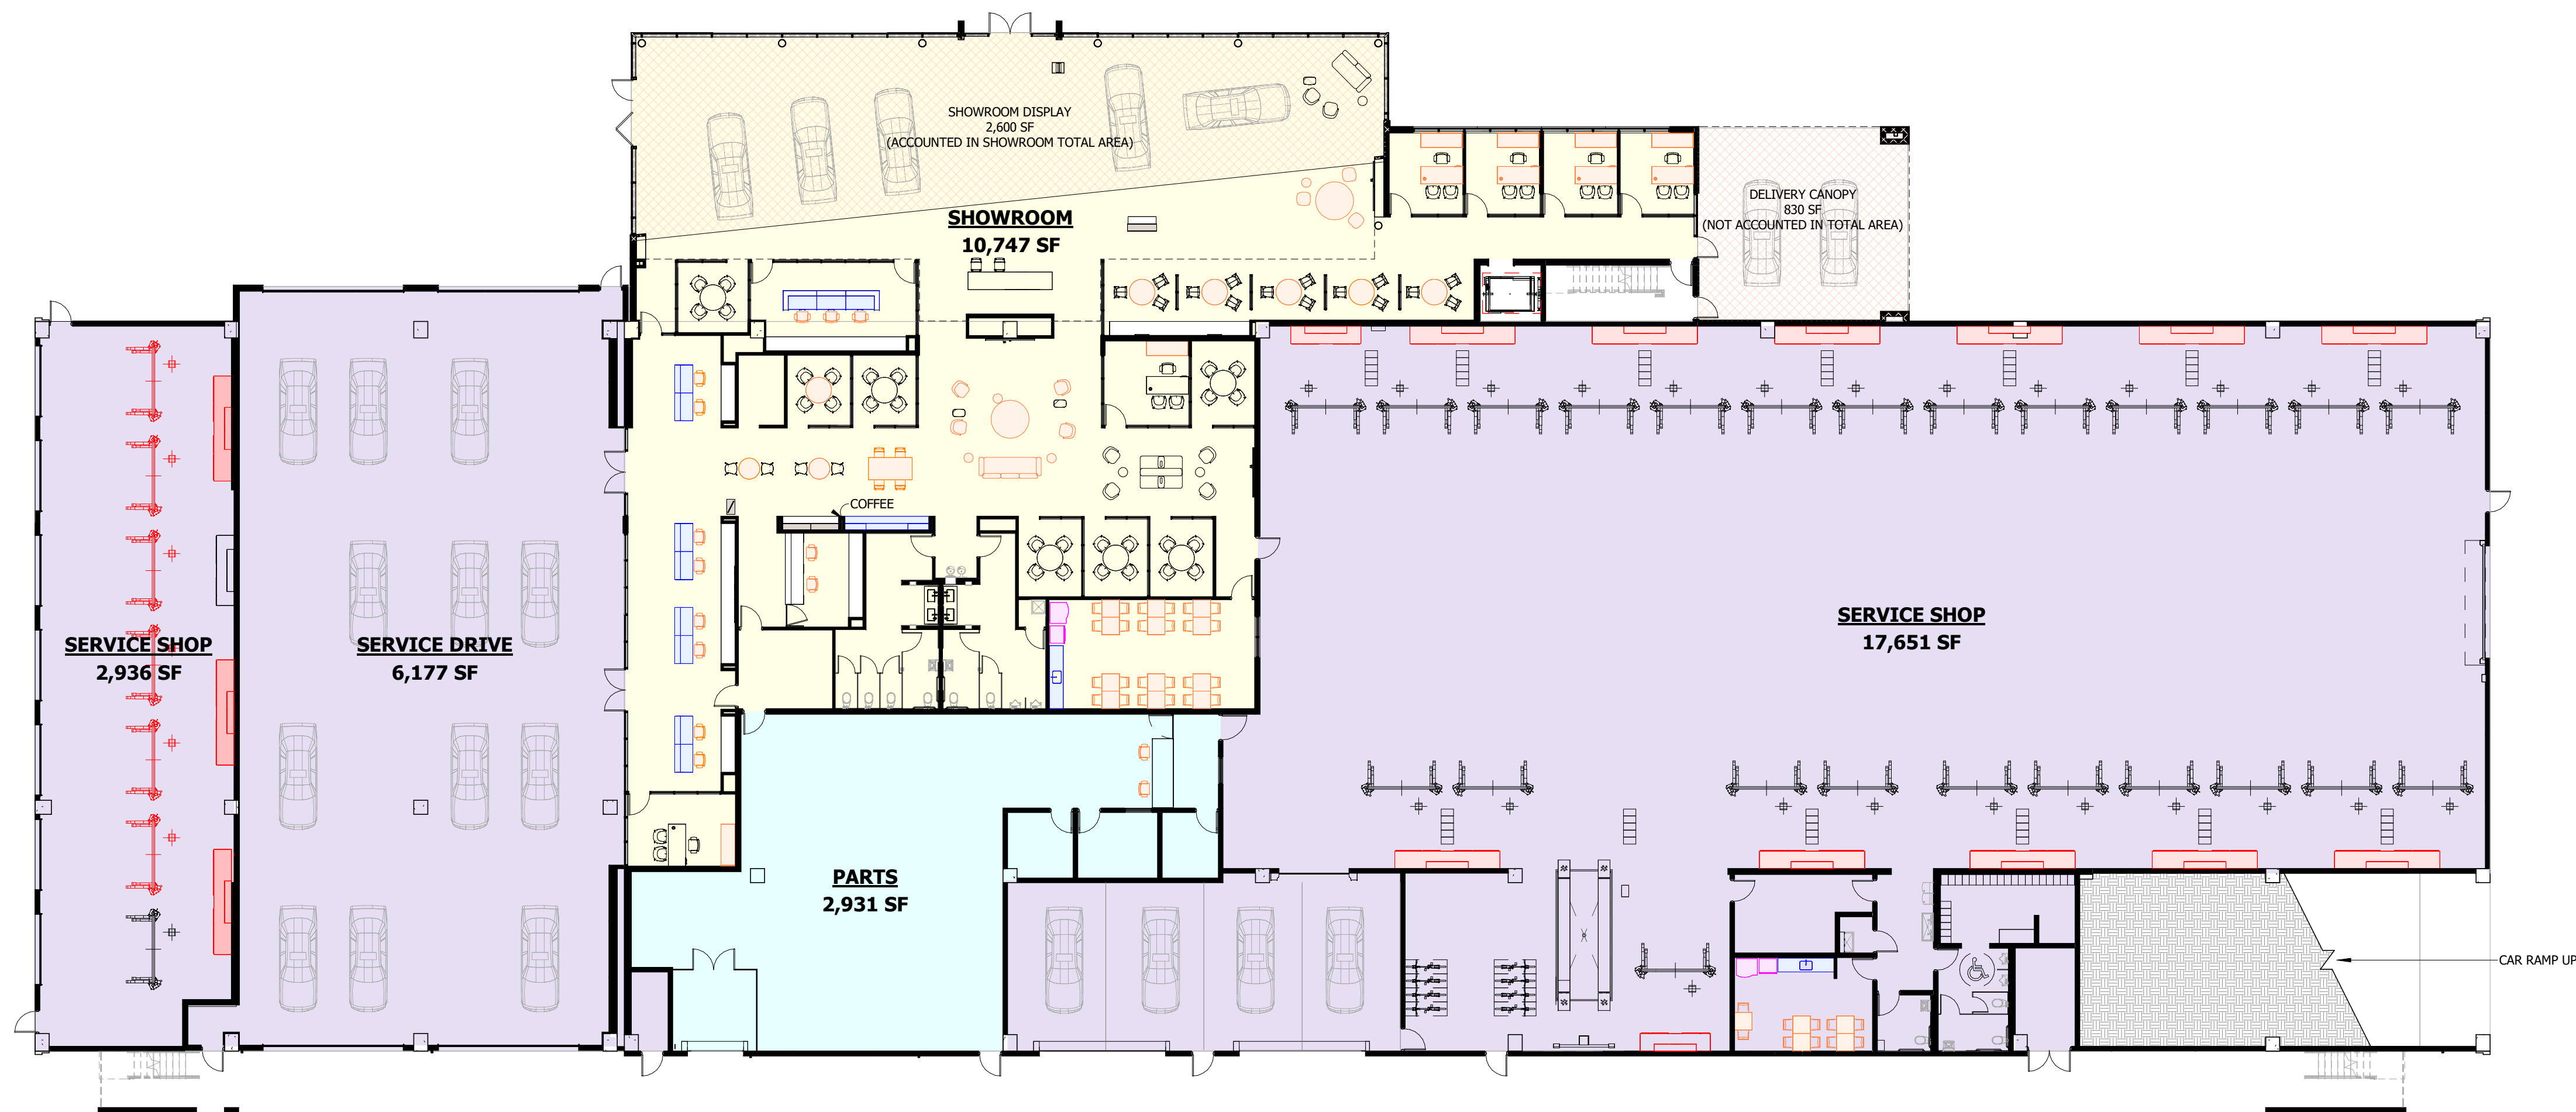 SHOWROOM DISPLAY
2,600 SF
(ACCOUNTED IN SHOWROOM TOTAL AREA)
DELIVERY CANOPY
830 SF
(NOT ACCOUNTED IN TOTAL AREA)
SHOWROOM
10,747 SF
COFFEE
SERVICE SHOP
2,936 SF
SERVICE DRIVE
6,177 SF
SERVICE SHOP
17,651 SF
PARTS
2,931 SF
CAR RAMP UP